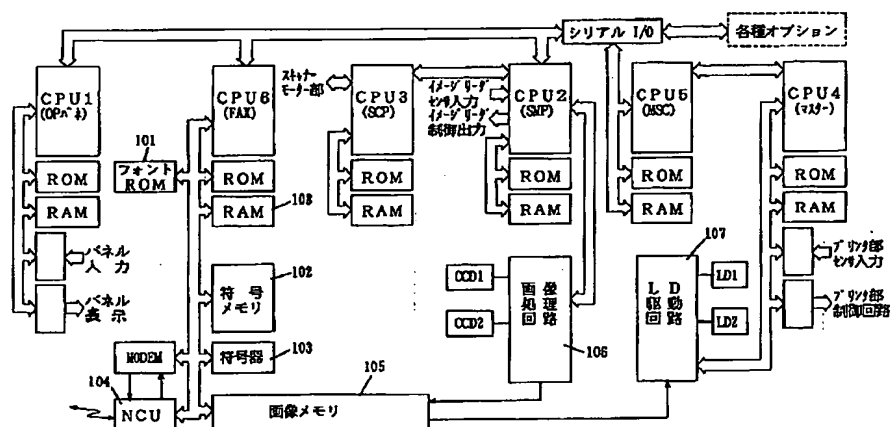 シリアル I/O
各種オプション
CPU1
(OPパネ)
CPU6
(FAX)
スキャナー
モーター部
CPU3
(SCP)
イメージリーダ
センサ入力
イメージリーダ
制御出力
CPU2
(SMP)
CPU5
(MSC)
CPU4
(マスター)
101
フォント
ROM
ROM
ROM
ROM
ROM
ROM
ROM
RAM
RAM
108
RAM
RAM
RAM
RAM
パネル
入力
パネル
表示
102
符号
メモリ
CCD1
CCD2
画像
処理
回路
106
107
LD
駆動
回路
LD1
LD2
プリンタ部
センサ入力
プリンタ部
制御回路
MODEM
符号器
103
104
NCU
画像メモリ
105